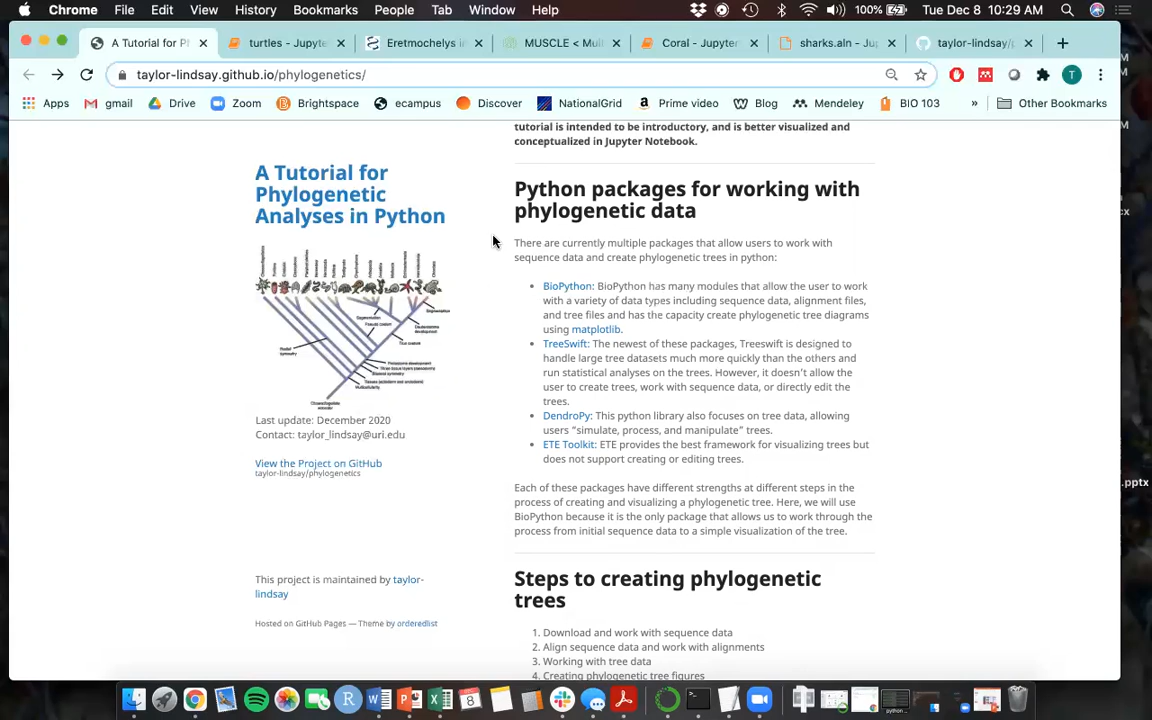 Chrome File Edit View History Bookmarks People Tab Window Help 100% Tue Dec 8 10:29 AM
A Tutorial for Pl turtles - Jupyte Eretmochelys i MUSCLE < Mul Coral - Jupyter sharks.aln - Ju taylor-lindsay/p
taylor-lindsay.github.io/phylogenetics/
Apps gmail Drive Zoom Brightspace ecampus Discover NationalGrid Prime video Blog Mendeley BIO 103 » Other Bookmarks
tutorial is intended to be introductory, and is better visualized and
conceptualized in Jupyter Notebook.
A Tutorial for
Phylogenetic
Analyses in Python
Last update: December 2020
Contact: taylor_lindsay@uri.edu
View the Project on GitHub
taylor-lindsay/phylogenetics
This project is maintained by taylor-
lindsay
Hosted on GitHub Pages — Theme by orderedlist
Python packages for working with
phylogenetic data
There are currently multiple packages that allow users to work with
sequence data and create phylogenetic trees in python:
• BioPython: BioPython has many modules that allow the user to work
with a variety of data types including sequence data, alignment files,
and tree files and has the capacity create phylogenetic tree diagrams
using matplotlib.
• TreeSwift: The newest of these packages, Treeswift is designed to
handle large tree datasets much more quickly than the others and
run statistical analyses on the trees. However, it doesn't allow the
user to create trees, work with sequence data, or directly edit the
trees.
• DendroPy: This python library also focuses on tree data, allowing
users "simulate, process, and manipulate" trees.
• ETE Toolkit: ETE provides the best framework for visualizing trees but
does not support creating or editing trees.
Each of these packages have different strengths at different steps in the
process of creating and visualizing a phylogenetic tree. Here, we will use
BioPython because it is the only package that allows us to work through the
process from initial sequence data to a simple visualization of the tree.
Steps to creating phylogenetic
trees
1. Download and work with sequence data
2. Align sequence data and work with alignments
3. Working with tree data
4. Creating phylogenetic tree figures
.pptx